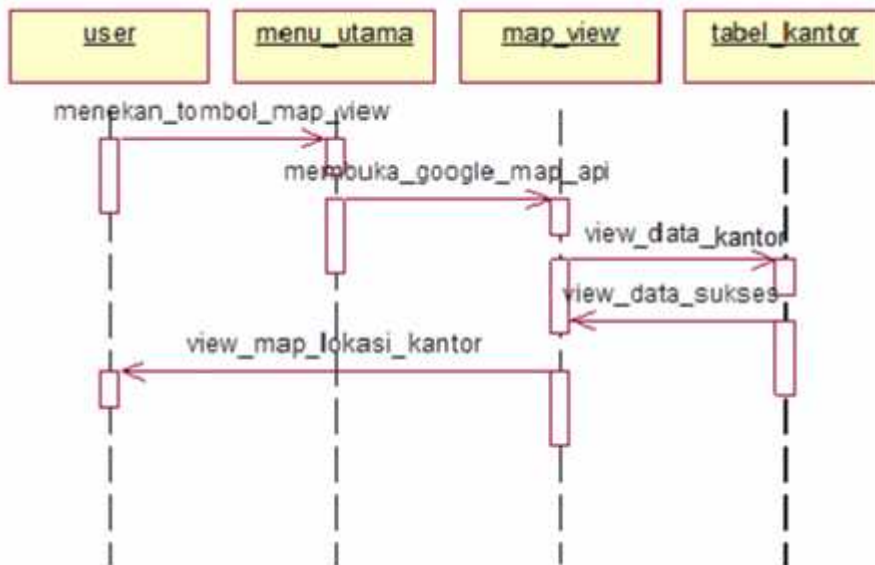 user
menu_utama
map_view
tabel_kantor
menekan_tombol_map_view
membuka_google_map_api
view_data_kantor
view_data_sukses
view_map_lokasi_kantor